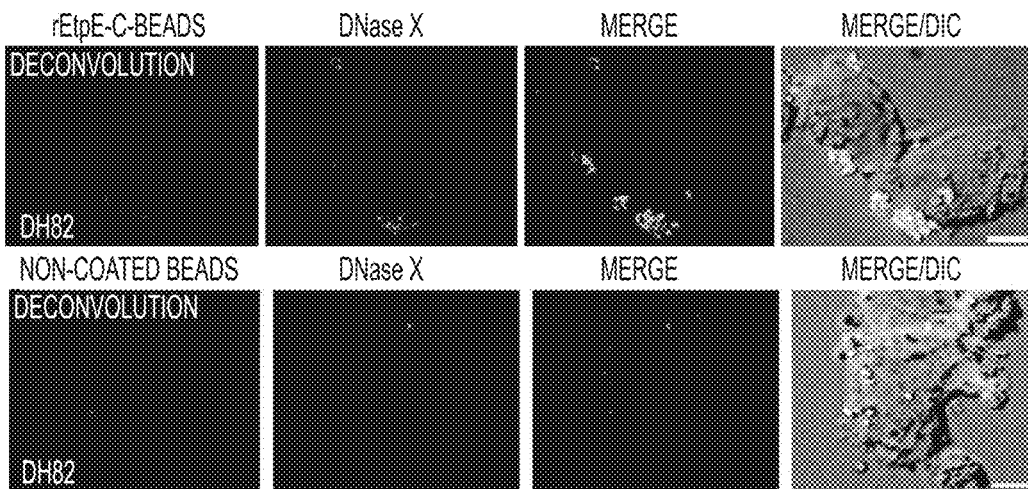 rEtpE-C-BEADS DNase X MERGE MERGE/DIC
DECONVOLUTION
DH82
NON-COATED BEADS DNase X MERGE MERGE/DIC
DECONVOLUTION
DH82